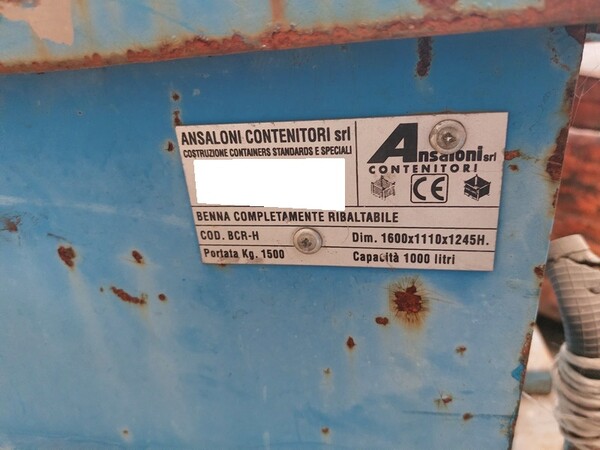 ANSALONI CONTENITORI srl
COSTRUZIONE CONTAINERS STANDARDS E SPECIALI
Ansaloni srl
CONTENITORI
CE
BENNA COMPLETAMENTE RIBALTABILE
COD. BCR-H Dim. 1600x1110x1245H.
Portata Kg. 1500 Capacità 1000 litri